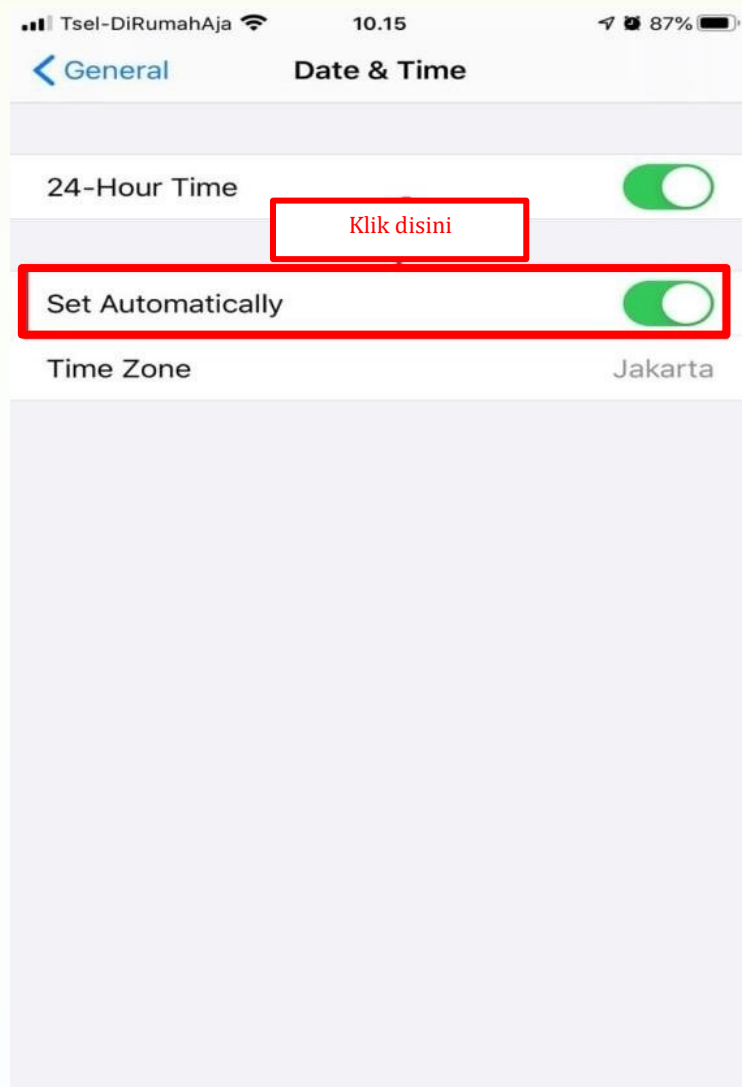 Tsel-DiRumahAja 10.15 87%
General Date & Time
24-Hour Time
Klik disini
Set Automatically
Time Zone Jakarta